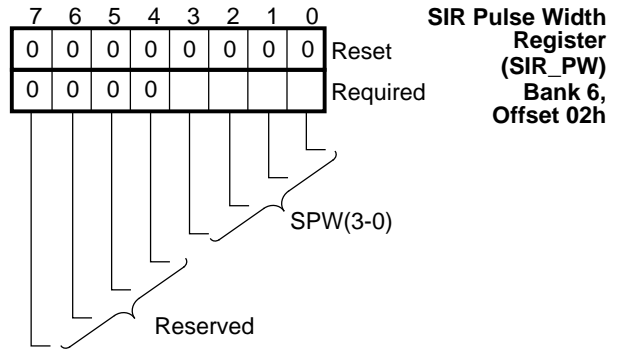 7 6 5 4 3 2 1 0
SIR Pulse Width
Register
(SIR_PW)
Bank 6,
Offset 02h
0 0 0 0 0 0 0 0 Reset
0 0 0 0 Required
SPW(3-0)
Reserved